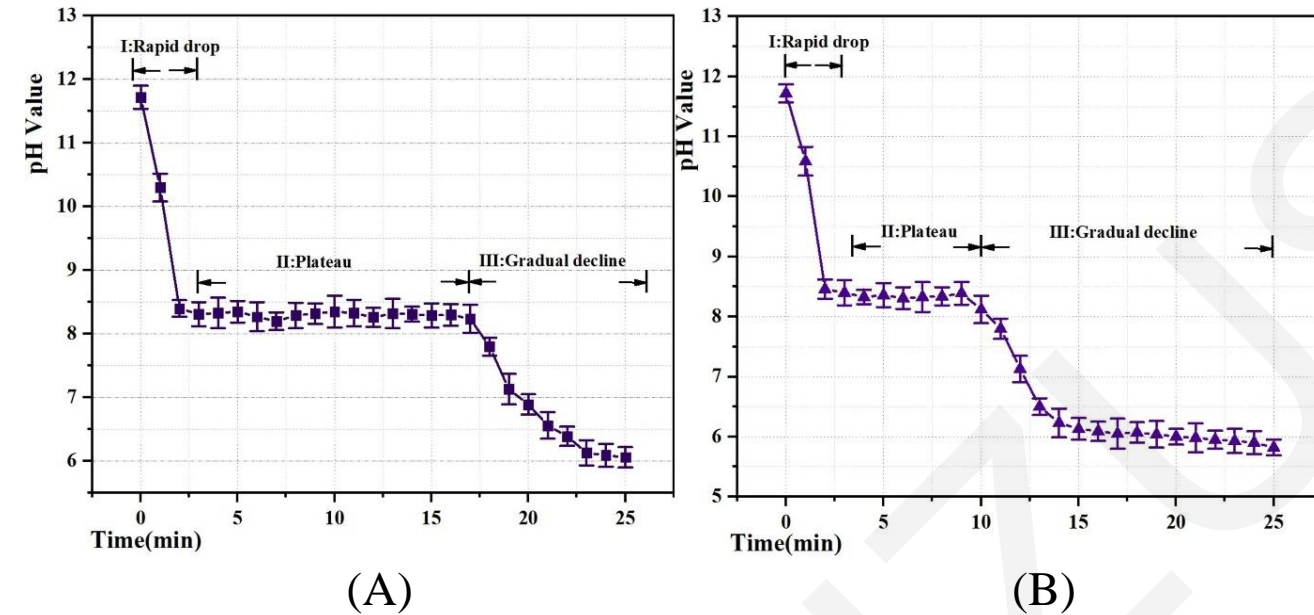 13
12
11
10
9
8
7
6
pH Value
I:Rapid drop
II:Plateau
III:Gradual decline
0
5
10
15
20
25
Time(min)
(A)
13
12
11
10
9
8
7
6
5
pH Value
I:Rapid drop
II:Plateau
III:Gradual decline
0
5
10
15
20
25
Time(min)
(B)